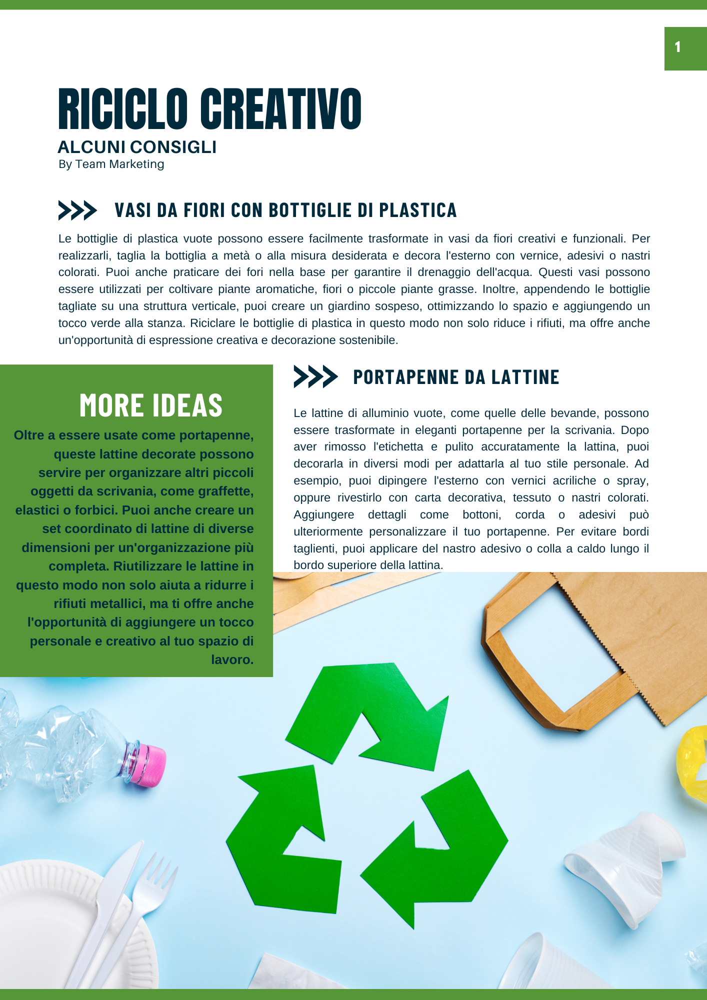 1
RICICLO CREATIVO
ALCUNI CONSIGLI
By Team Marketing
VASI DA FIORI CON BOTTIGLIE DI PLASTICA
Le bottiglie di plastica vuote possono essere facilmente trasformate in vasi da fiori creativi e funzionali. Per
realizzarli, taglia la bottiglia a metà o alla misura desiderata e decora l'esterno con vernice, adesivi o nastri
colorati. Puoi anche praticare dei fori nella base per garantire il drenaggio dell'acqua. Questi vasi possono
essere utilizzati per coltivare piante aromatiche, fiori o piccole piante grasse. Inoltre, appendendo le bottiglie
tagliate su una struttura verticale, puoi creare un giardino sospeso, ottimizzando lo spazio e aggiungendo un
tocco verde alla stanza. Riciclare le bottiglie di plastica in questo modo non solo riduce i rifiuti, ma offre anche
un'opportunità di espressione creativa e decorazione sostenibile.
MORE IDEAS
Oltre a essere usate come portapenne,
queste lattine decorate possono
servire per organizzare altri piccoli
oggetti da scrivania, come graffette,
elastici o forbici. Puoi anche creare un
set coordinato di lattine di diverse
dimensioni per un'organizzazione più
completa. Riutilizzare le lattine in
questo modo non solo aiuta a ridurre i
rifiuti metallici, ma ti offre anche
l'opportunità di aggiungere un tocco
personale e creativo al tuo spazio di
lavoro.
PORTAPENNE DA LATTINE
Le lattine di alluminio vuote, come quelle delle bevande, possono
essere trasformate in eleganti portapenne per la scrivania. Dopo
aver rimosso l'etichetta e pulito accuratamente la lattina, puoi
decorarla in diversi modi per adattarla al tuo stile personale. Ad
esempio, puoi dipingere l'esterno con vernici acriliche o spray,
oppure rivestirlo con carta decorativa, tessuto o nastri colorati.
Aggiungere dettagli come bottoni, corda o adesivi può
ulteriormente personalizzare il tuo portapenne. Per evitare bordi
taglienti, puoi applicare del nastro adesivo o colla a caldo lungo il
bordo superiore della lattina.